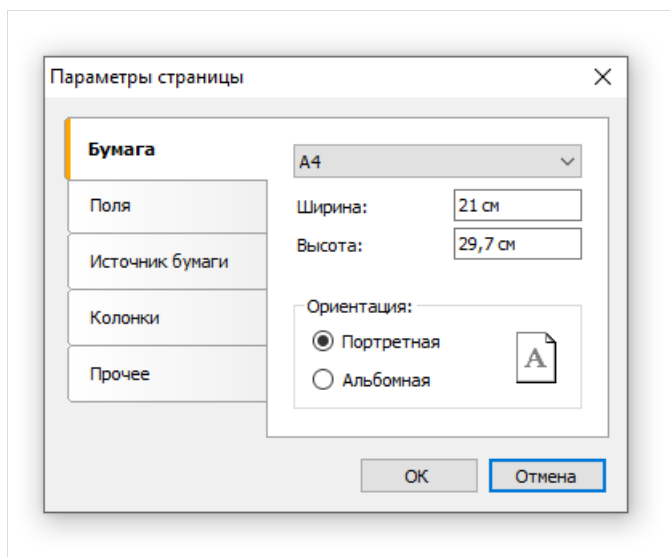 Параметры страницы
Бумага
Поля
Источник бумаги
Колонки
Прочее
A4
Ширина: 21 см
Высота: 29,7 см
Ориентация:
Портретная
Альбомная
A
OK
Отмена